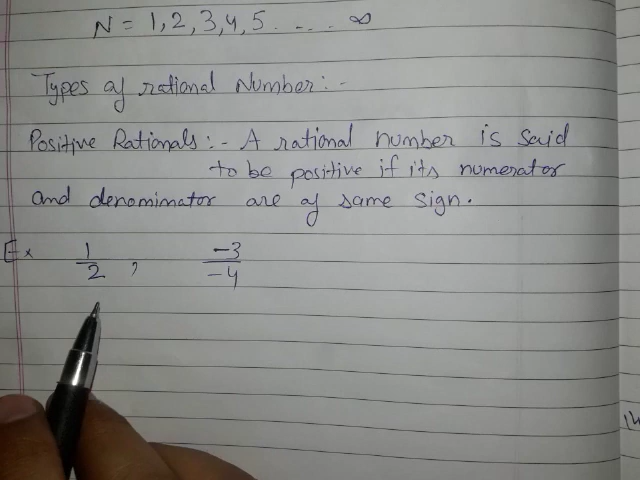 N = 1,2,3,4,5 ..... ∞
Types of rational Number:-
Positive Rationals:- A rational number is said
to be positive if its numerator
and denominator are of same sign.
Ex 1/2, -3/-4